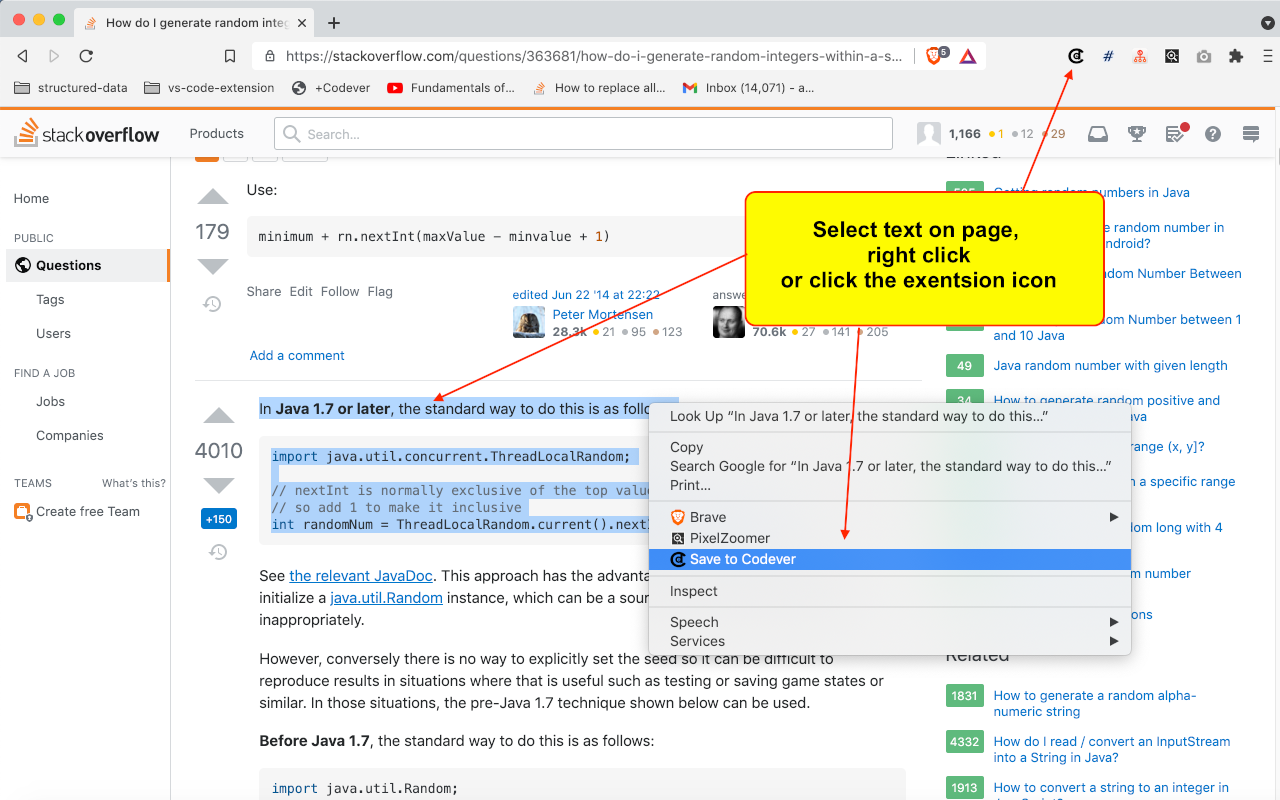 How do I generate random integ
https://stackoverflow.com/questions/363681/how-do-i-generate-random-integers-within-a-s...
5
structured-data
vs-code-extension
+Codever
Fundamentals of...
How to replace all...
Inbox (14,071) - a...
stackoverflow
Products
Search...
1,166
1
12
29
Home
PUBLIC
Questions
Tags
Users
FIND A JOB
Jobs
Companies
TEAMS
What's this?
Create free Team
Use:
179
minimum + rn.nextInt(maxValue - minvalue + 1)
Share Edit Follow Flag
edited Jun 22 '14 at 22:22
Peter Mortensen
28.3k 21 95 123
answe
70.6k 27 141 205
Add a comment
Select text on page,
right click
or click the exentsion icon
4010
+150
In Java 1.7 or later, the standard way to do this is as follo
import java.util.concurrent.ThreadLocalRandom;
// nextInt is normally exclusive of the top value
// so add 1 to make it inclusive
int randomNum = ThreadLocalRandom.current().nextI
See the relevant JavaDoc. This approach has the advanta
initialize a java.util.Random instance, which can be a sour
inappropriately.
However, conversely there is no way to explicitly set the seed so it can be difficult to
reproduce results in situations where that is useful such as testing or saving game states or
similar. In those situations, the pre-Java 1.7 technique shown below can be used.
Before Java 1.7, the standard way to do this is as follows:
import java.util.Random;
Look Up “In Java 1.7 or later, the standard way to do this...”
Copy
Search Google for “In Java 1.7 or later, the standard way to do this...”
Print...
Brave
PixelZoomer
Save to Codever
Inspect
Speech
Services
Linked
Getting random numbers in Java
random number in
ndroid?
dom Number Between
dom Number between 1
and 10 Java
49
Java random number with given length
34
How to generate random positive and
ava
range (x, y]?
n a specific range
dom long with 4
m number
ons
Related
1831
How to generate a random alpha-
numeric string
4332
How do I read / convert an InputStream
into a String in Java?
1913
How to convert a string to an integer in